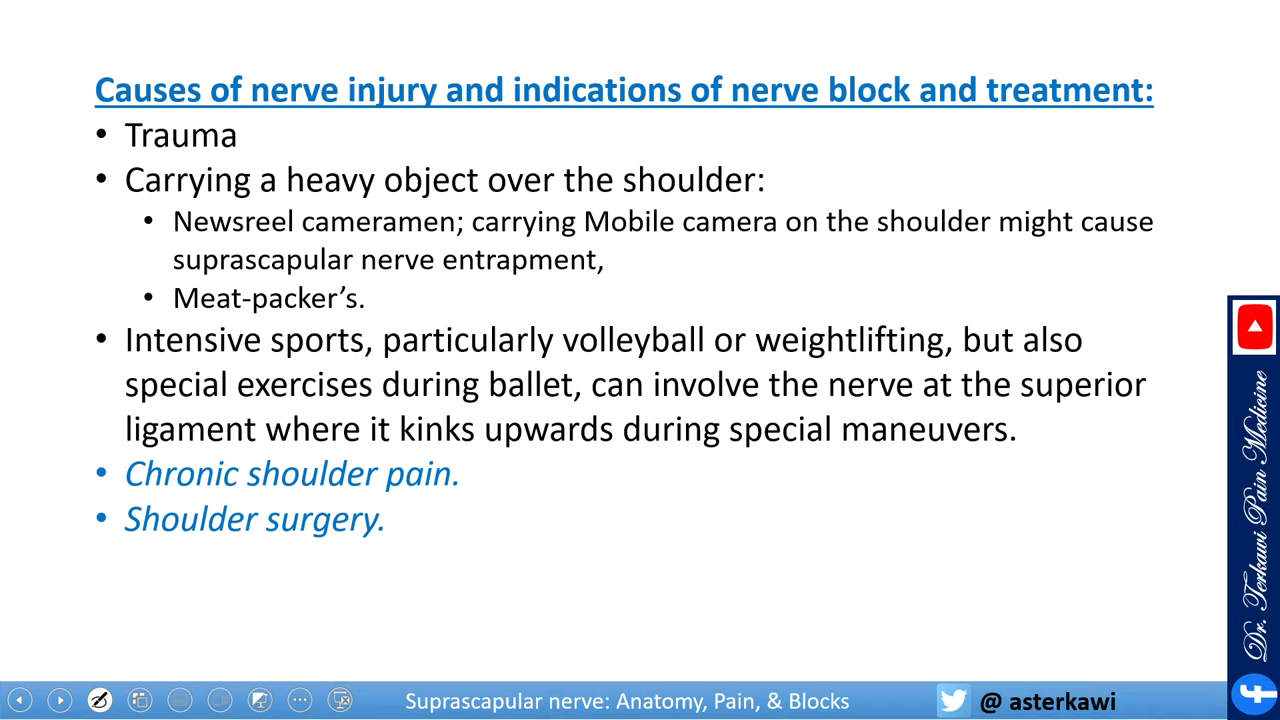 Causes of nerve injury and indications of nerve block and treatment:
• Trauma
• Carrying a heavy object over the shoulder:
• Newsreel cameramen; carrying Mobile camera on the shoulder might cause
suprascapular nerve entrapment,
• Meat-packer’s.
• Intensive sports, particularly volleyball or weightlifting, but also
special exercises during ballet, can involve the nerve at the superior
ligament where it kinks upwards during special maneuvers.
• Chronic shoulder pain.
• Shoulder surgery.
Dr. Terkawi Pain Medicine
Suprascapular nerve: Anatomy, Pain, & Blocks
@ asterkawi